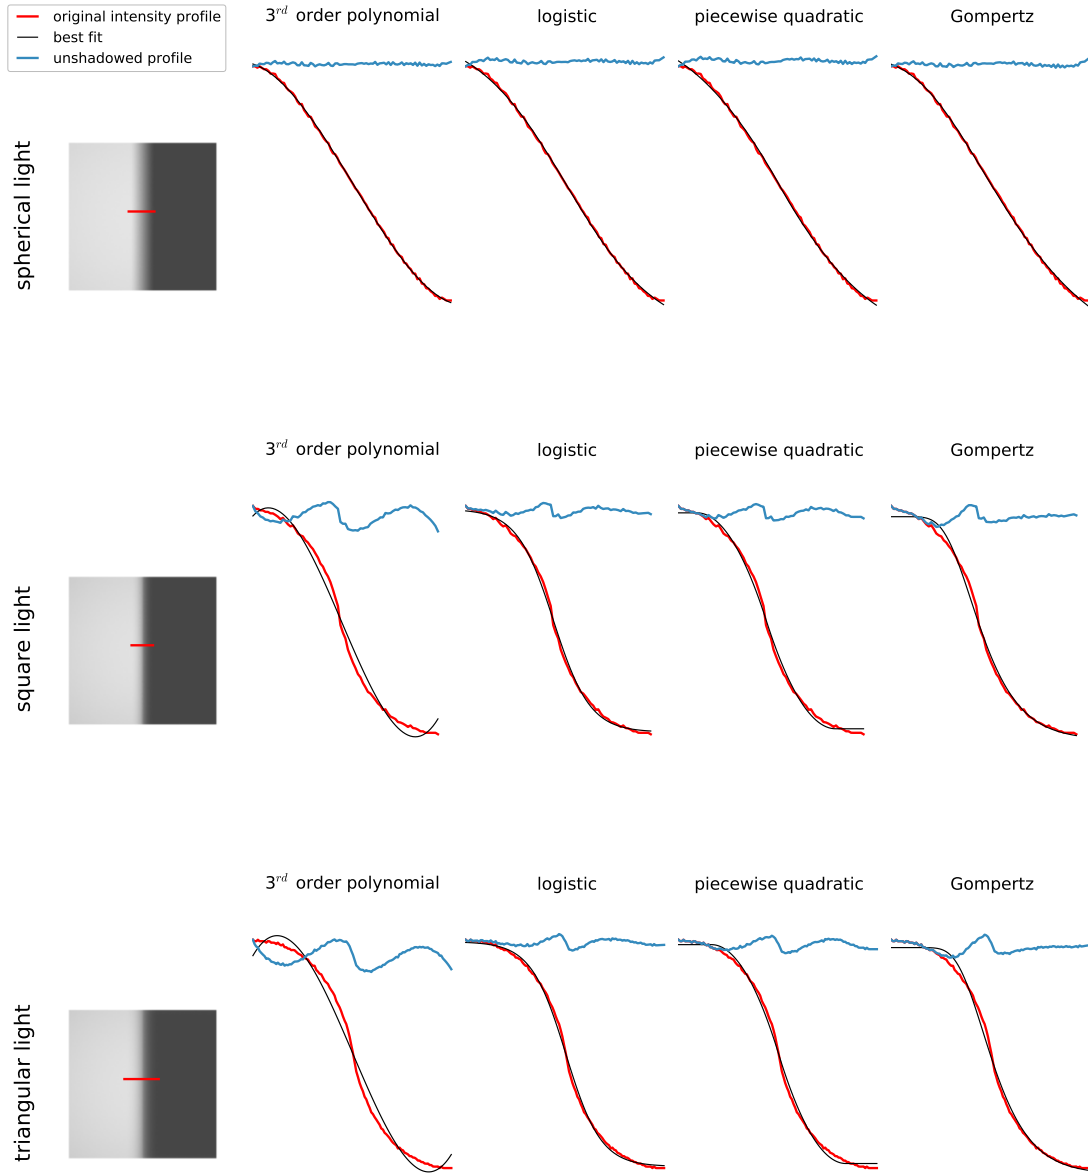 original intensity profile
best fit
unshadowed profile
3rd order polynomial logistic piecewise quadratic Gompertz
spherical light
3rd order polynomial logistic piecewise quadratic Gompertz
square light
3rd order polynomial logistic piecewise quadratic Gompertz
triangular light